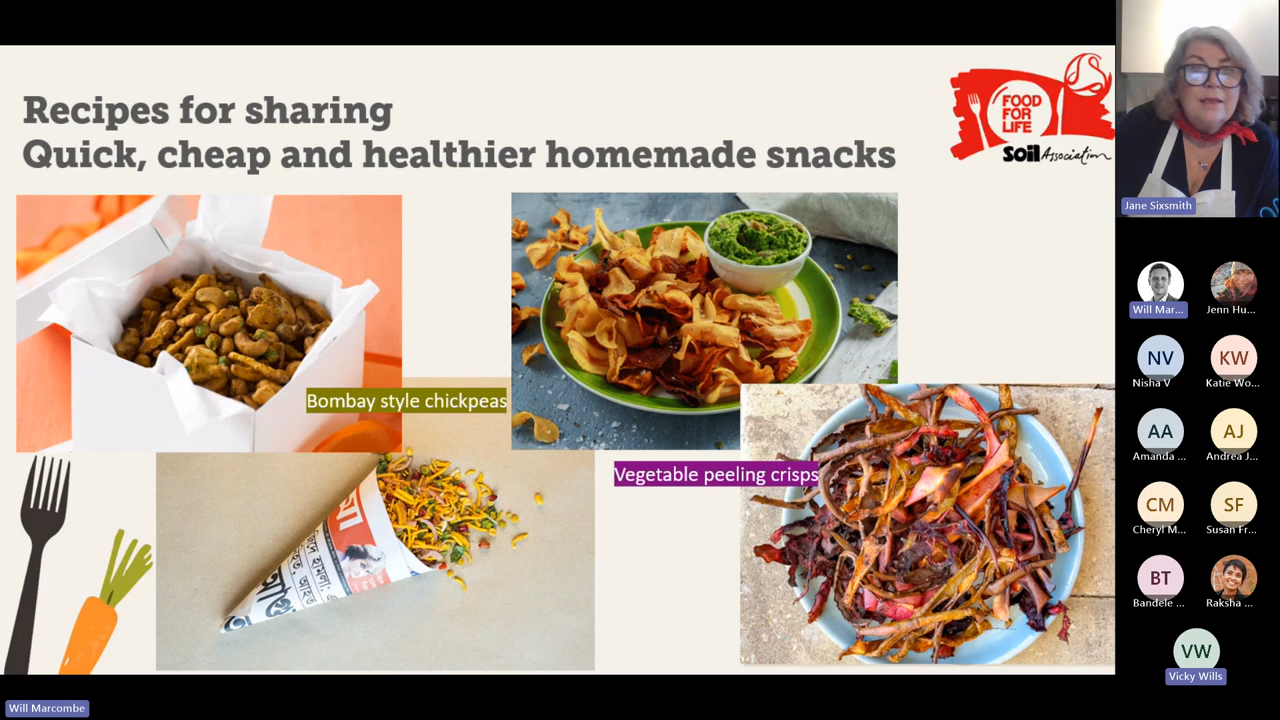 Recipes for sharing
Quick, cheap and healthier homemade snacks
FOOD
FOR
LIFE
Soil Association
Bombay style chickpeas
Vegetable peeling crisps
Jane Sixsmith
Will Mar...
Jenn Hu...
NV
Nisha V
KW
Katie Wo...
AA
Amanda ...
AJ
Andrea J...
CM
Cheryl M...
SF
Susan Fr...
BT
Bandele ...
Raksha ...
VW
Vicky Wills
Will Marcombe